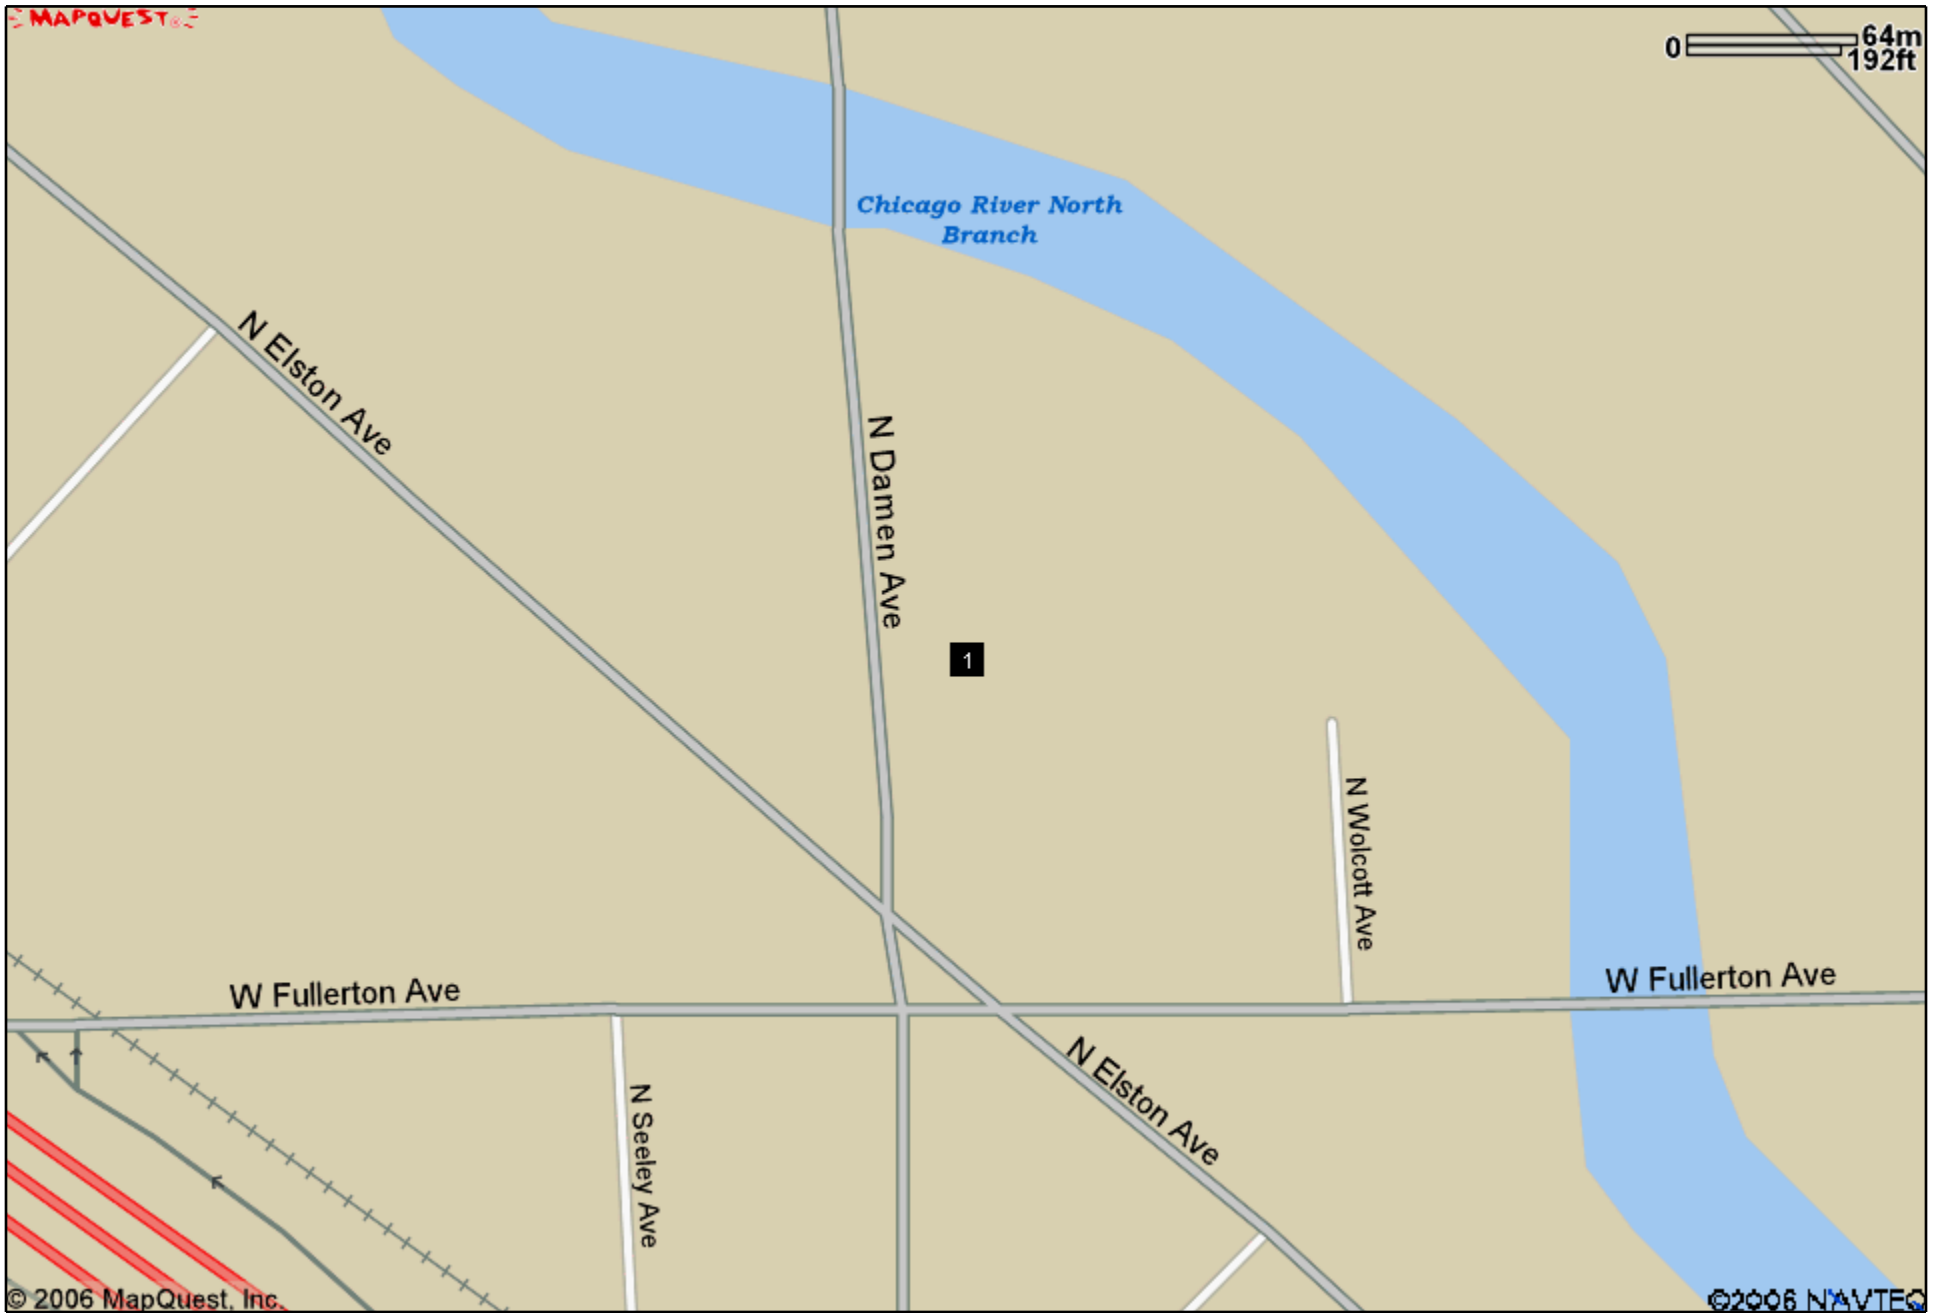 MAPQUEST
64m
0
192ft
Chicago River North
Branch
N Elston Ave
N Damen Ave
1
N Wolcott Ave
W Fullerton Ave
W Fullerton Ave
N Elston Ave
N Seeley Ave
© 2006 MapQuest, Inc.
©2006 NAVTEQ